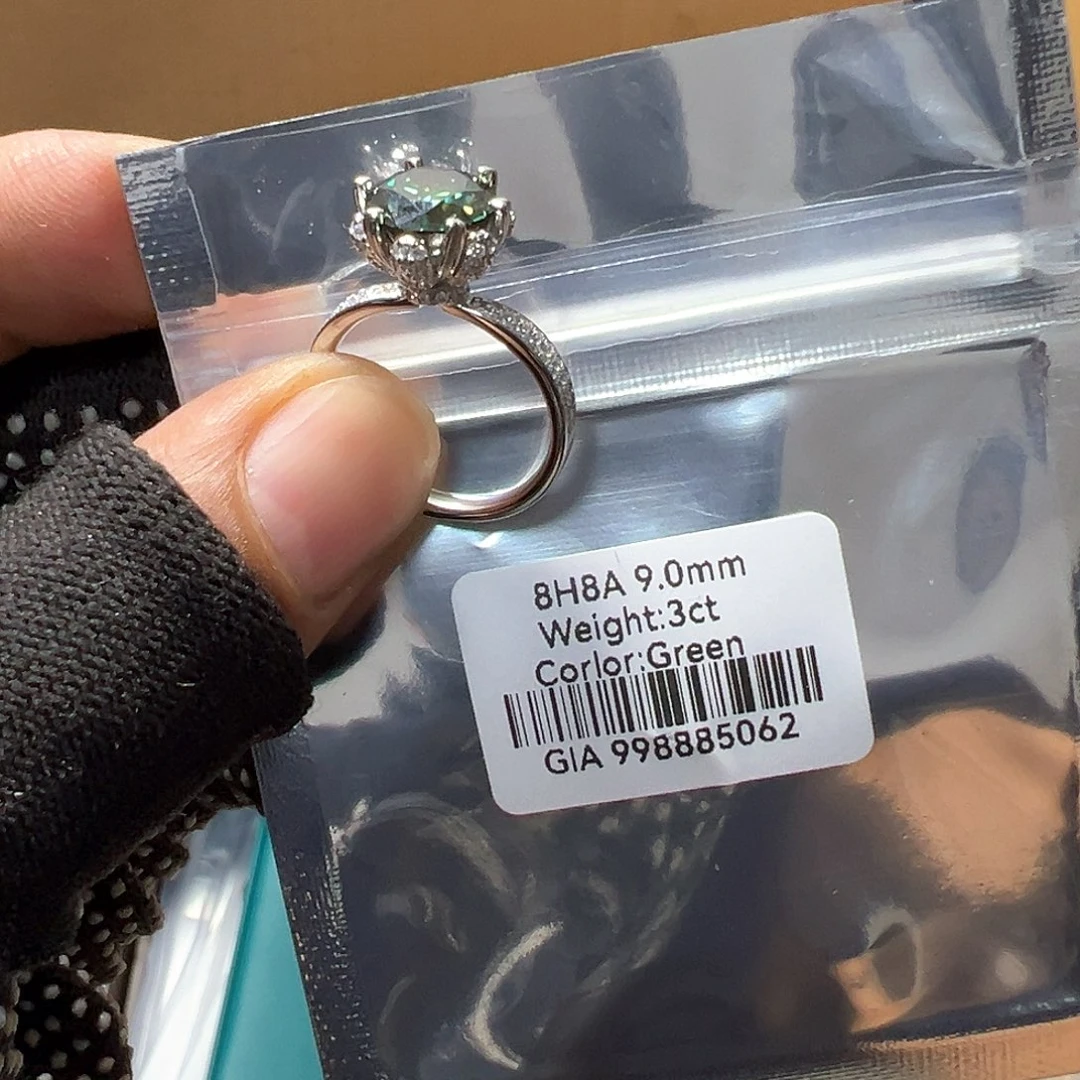 8H8A 9.0mm
Weight:3ct
Corlor:Green
GIA 998885062